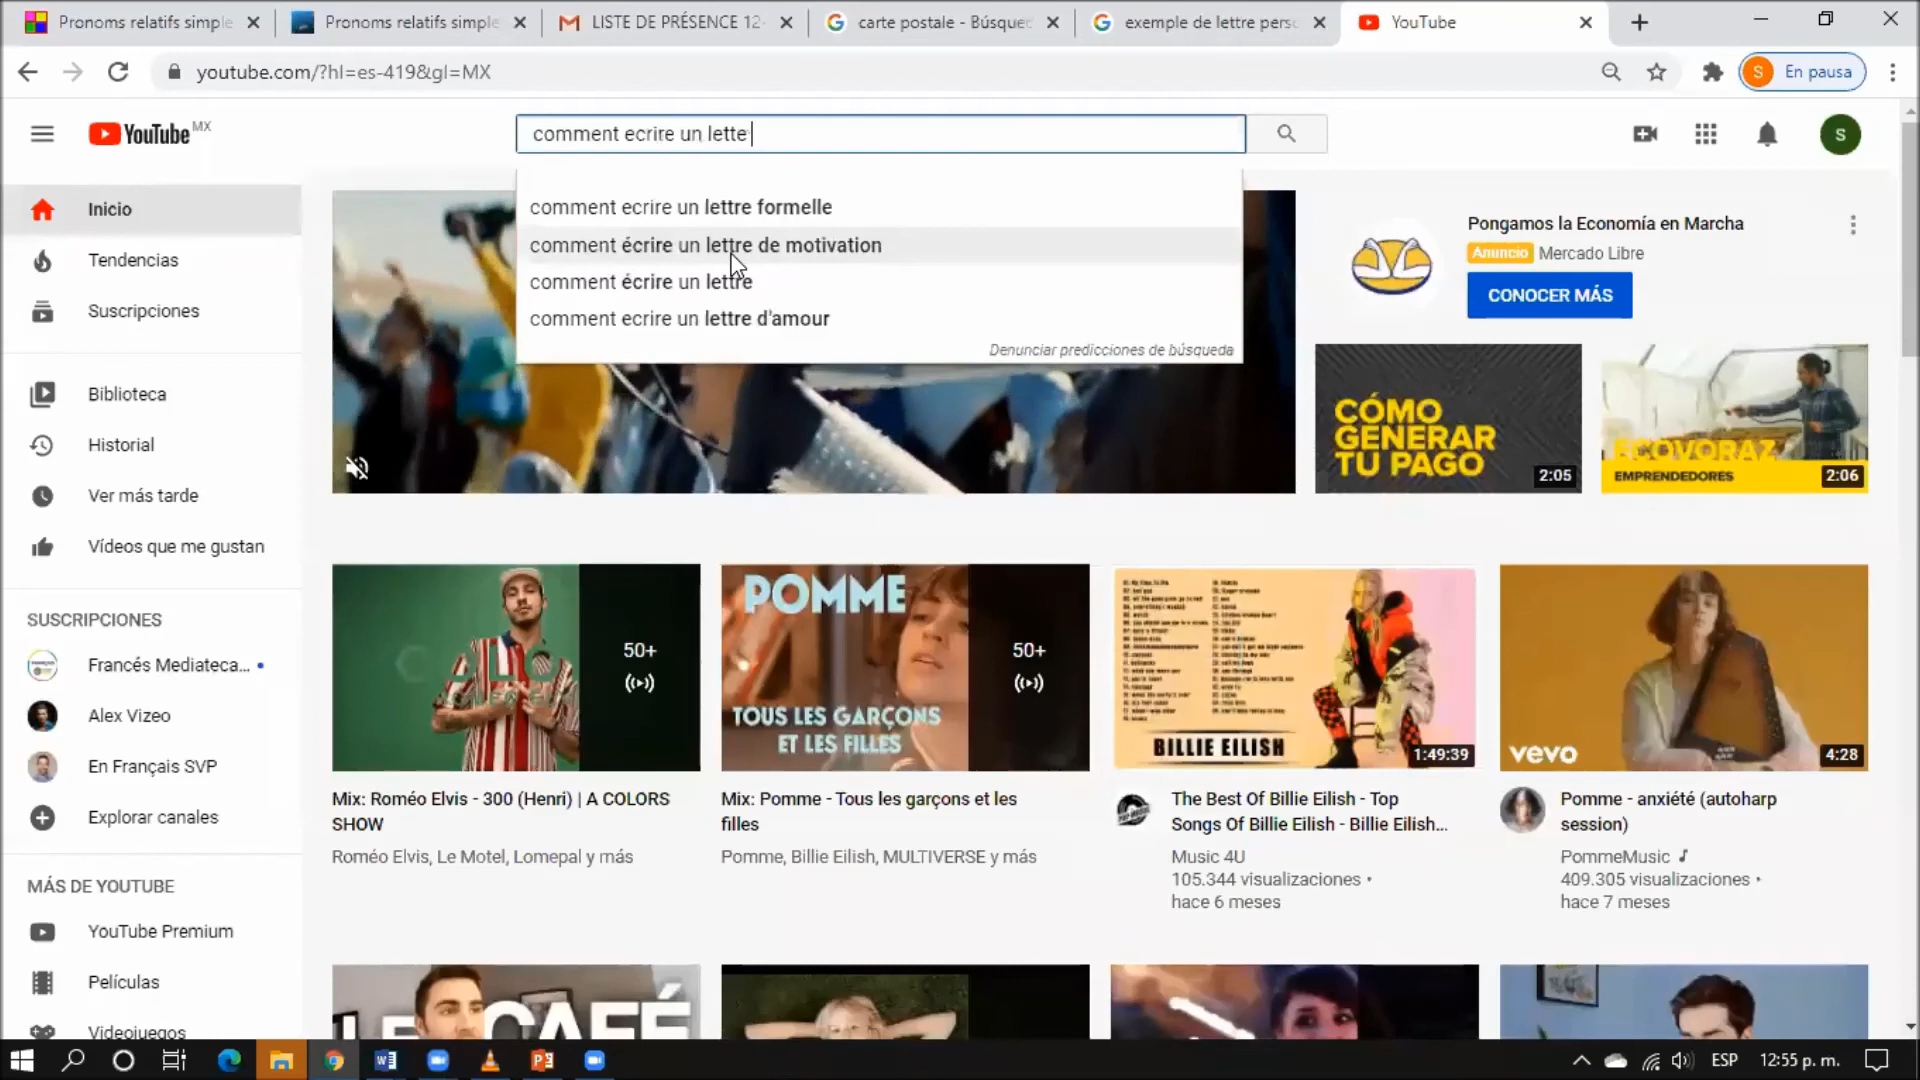 Pronoms relatifs simple
Pronoms relatifs simple
LISTE DE PRÉSENCE 12-
carte postale - Búsque
exemple de lettre pers
YouTube
youtube.com/?hl=es-419&gl=MX
S
En pausa
YouTube MX
comment ecrire un lette
S
comment ecrire un lettre formelle
comment écrire un lettre de motivation
comment écrire un lettre
comment ecrire un lettre d'amour
Denunciar predicciones de búsqueda
Inicio
Tendencias
Suscripciones
Biblioteca
Historial
Ver más tarde
Vídeos que me gustan
SUSCRIPCIONES
Francés Mediateca...
Alex Vizeo
En Français SVP
Explorar canales
MÁS DE YOUTUBE
YouTube Premium
Películas
Videojuegos
Pongamos la Economía en Marcha
Anuncio Mercado Libre
CONOCER MÁS
CÓMO
GENERAR
TU PAGO
2:05
ECOVORAZ
EMPRENDEDORES
2:06
50+
Mix: Roméo Elvis - 300 (Henri) | A COLORS
SHOW
Roméo Elvis, Le Motel, Lomepal y más
POMME
TOUS LES GARÇONS
ET LES FILLES
50+
Mix: Pomme - Tous les garçons et les
filles
Pomme, Billie Eilish, MULTIVERSE y más
BILLIE EILISH
1:49:39
The Best Of Billie Eilish - Top
Songs Of Billie Eilish - Billie Eilish...
Music 4U
105.344 visualizaciones •
hace 6 meses
vevo
4:28
Pomme - anxiété (autoharp
session)
PommeMusic
409.305 visualizaciones •
hace 7 meses
LE CAFÉ
ESP
12:55 p. m.